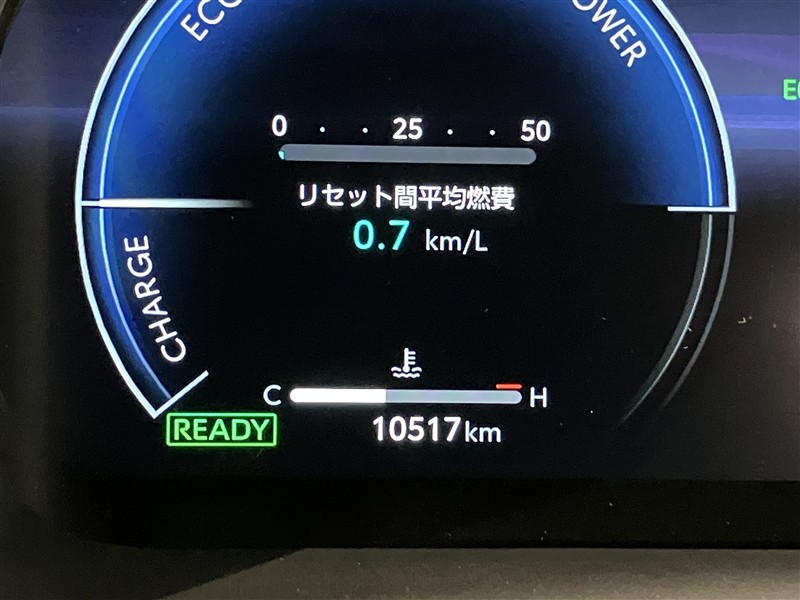 ECO
POWER
0 · · 25 · · 50
リセット間平均燃費
0.7 km/L
CHARGE
C H
READY
10517km